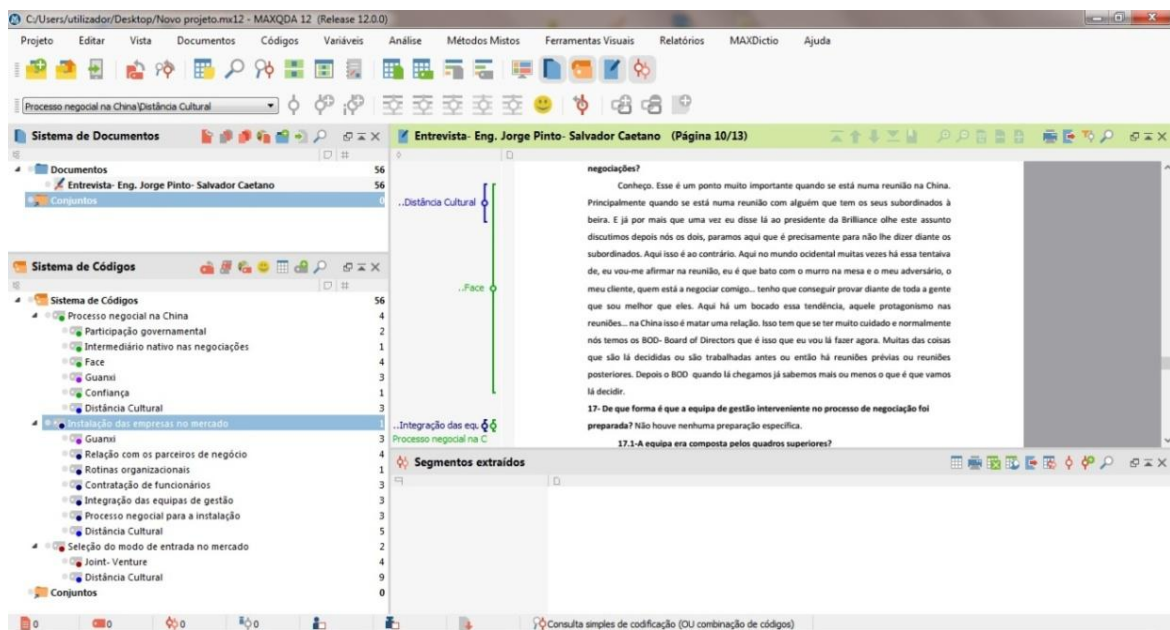 C:/Users/utilizador/Desktop/Novo projeto.mx12 - MAXQDA 12 (Release 12.0.0)
Projeto Editar Vista Documentos Códigos Variáveis Análise Métodos Mistos Ferramentas Visuais Relatórios MAXDictio Ajuda
Processo negocial na China\Distância Cultural
Sistema de Documentos
Documentos 56
Entrevista- Eng. Jorge Pinto- Salvador Caetano 56
Conjuntos 0
Sistema de Códigos
Sistema de Códigos 56
Processo negocial na China 4
Participação governamental 2
Intermediário nativo nas negociações 1
Face 4
Guanxi 3
Confiança 1
Distância Cultural 3
Instalação das empresas no mercado 1
Guanxi 3
Relação com os parceiros de negócio 4
Rotinas organizacionais 1
Contratação de funcionários 3
Integração das equipas de gestão 3
Processo negocial para a instalação 3
Distância Cultural 5
Seleção do modo de entrada no mercado 2
Joint- Venture 4
Distância Cultural 9
Conjuntos 0
Entrevista- Eng. Jorge Pinto- Salvador Caetano (Página 10/13)
..Distância Cultural
..Face
..Integração das equ.
Processo negocial na C
negociações?
Conheço. Esse é um ponto muito importante quando se está numa reunião na China.
Principalmente quando se está numa reunião com alguém que tem os seus subordinados à
beira. E já por mais que uma vez eu disse lá ao presidente da Brilliance olhe este assunto
discutimos depois nós os dois, paramos aqui que é precisamente para não lhe dizer diante os
subordinados. Aqui isso é ao contrário. Aqui no mundo ocidental muitas vezes há essa tentaiva
de, eu vou-me afirmar na reunião, eu é que bato com o murro na mesa e o meu adversário, o
meu cliente, quem está a negociar comigo... tenho que conseguir provar diante de toda a gente
que sou melhor que eles. Aqui há um bocado essa tendência, aquele protagonismo nas
reuniões... na China isso é matar uma relação. Isso tem que se ter muito cuidado e normalmente
nós temos os BOD- Board of Directors que é isso que eu vou lá fazer agora. Muitas das coisas
que são lá decididas ou são trabalhadas antes ou então há reuniões prévias ou reuniões
posteriores. Depois o BOD quando lá chegamos já sabemos mais ou menos o que é que vamos
lá decidir.
17- De que forma é que a equipa de gestão interveniente no processo de negociação foi
preparada? Não houve nenhuma preparação específica.
17.1-A equipa era composta pelos quadros superiores?
Segmentos extraídos
0 0 0 0 Consulta simples de codificação (OU combinação de códigos)